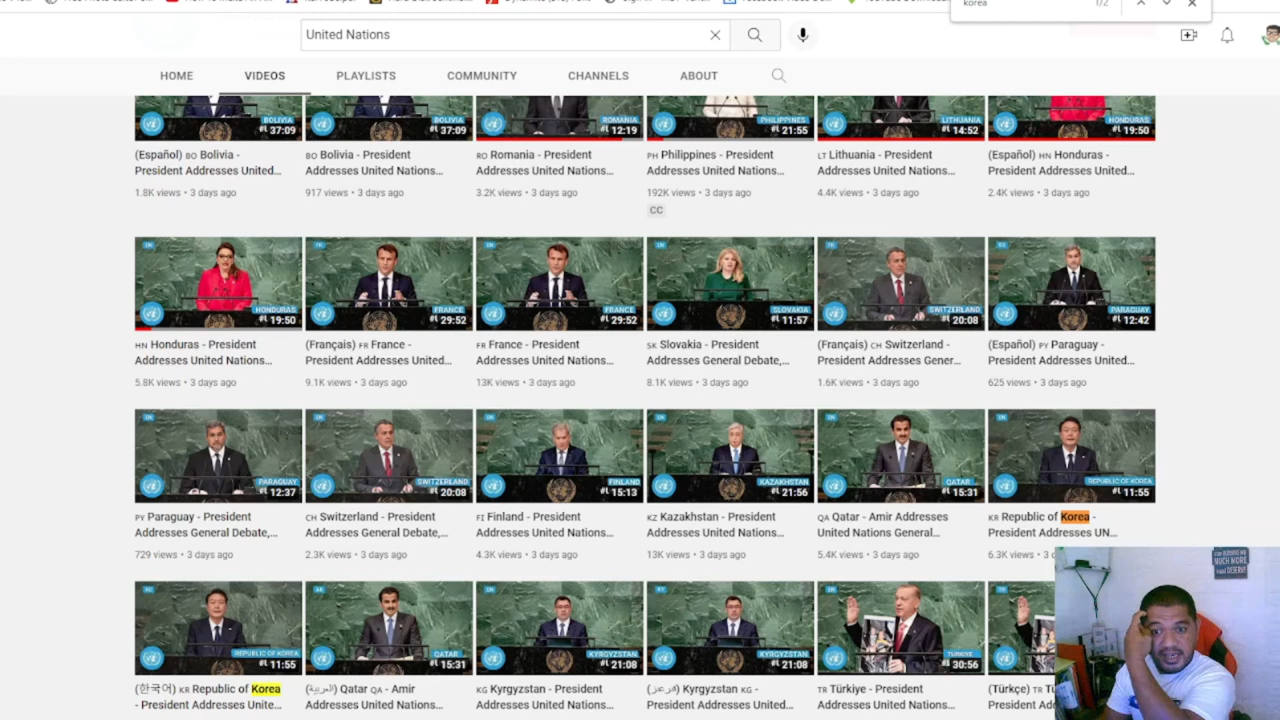 korea
1/2
United Nations
HOME VIDEOS PLAYLISTS COMMUNITY CHANNELS ABOUT
BOLIVIA 37:09 BOLIVIA 37:09 ROMANIA 12:19 PHILIPPINES 21:55 LITHUANIA 14:52 HONDURAS 19:50
(Español) BO Bolivia - BO Bolivia - President RO Romania - President PH Philippines - President LT Lithuania - President (Español) HN Honduras -
President Addresses United... Addresses United Nations... Addresses United Nations... Addresses United Nations... Addresses United Nations... President Addresses United...
1.8K views • 3 days ago 917 views • 3 days ago 3.2K views • 3 days ago 192K views • 3 days ago 4.4K views • 3 days ago 2.4K views • 3 days ago
CC
HONDURAS 19:50 FRANCE 29:52 FRANCE 29:52 SLOVAKIA 11:57 SWITZERLAND 20:08 PARAGUAY 12:42
HN Honduras - President (Français) FR France - FR France - President SK Slovakia - President (Français) CH Switzerland - (Español) PY Paraguay -
Addresses United Nations... President Addresses United... Addresses United Nations... Addresses General Debate,... President Addresses Gener... President Addresses United...
5.8K views • 3 days ago 9.1K views • 3 days ago 13K views • 3 days ago 8.1K views • 3 days ago 1.6K views • 3 days ago 625 views • 3 days ago
PARAGUAY 12:37 SWITZERLAND 20:08 FINLAND 15:13 KAZAKHSTAN 21:56 QATAR 15:31 REPUBLIC OF KOREA 11:55
PY Paraguay - President CH Switzerland - President FI Finland - President KZ Kazakhstan - President QA Qatar - Amir Addresses KR Republic of Korea -
Addresses General Debate,... Addresses General Debate,... Addresses United Nations... Addresses United Nations... United Nations General... President Addresses UN...
729 views • 3 days ago 2.3K views • 3 days ago 4.3K views • 3 days ago 13K views • 3 days ago 5.4K views • 3 days ago 6.3K views • 3 days ago
REPUBLIC OF KOREA 11:55 QATAR 15:31 KYRGYZSTAN 21:08 KYRGYZSTAN 21:08 TÜRKIYE 30:56
(한국어) KR Republic of Korea (العربية) Qatar QA - Amir KG Kyrgyzstan - President Kyrgyzstan KG - TR Türkiye - President (Türkçe) TR
- President Addresses Unite... Addresses United Nations... Addresses United Nations... President Addresses United... Addresses United Nations... President
MUCH MORE
DESERVE